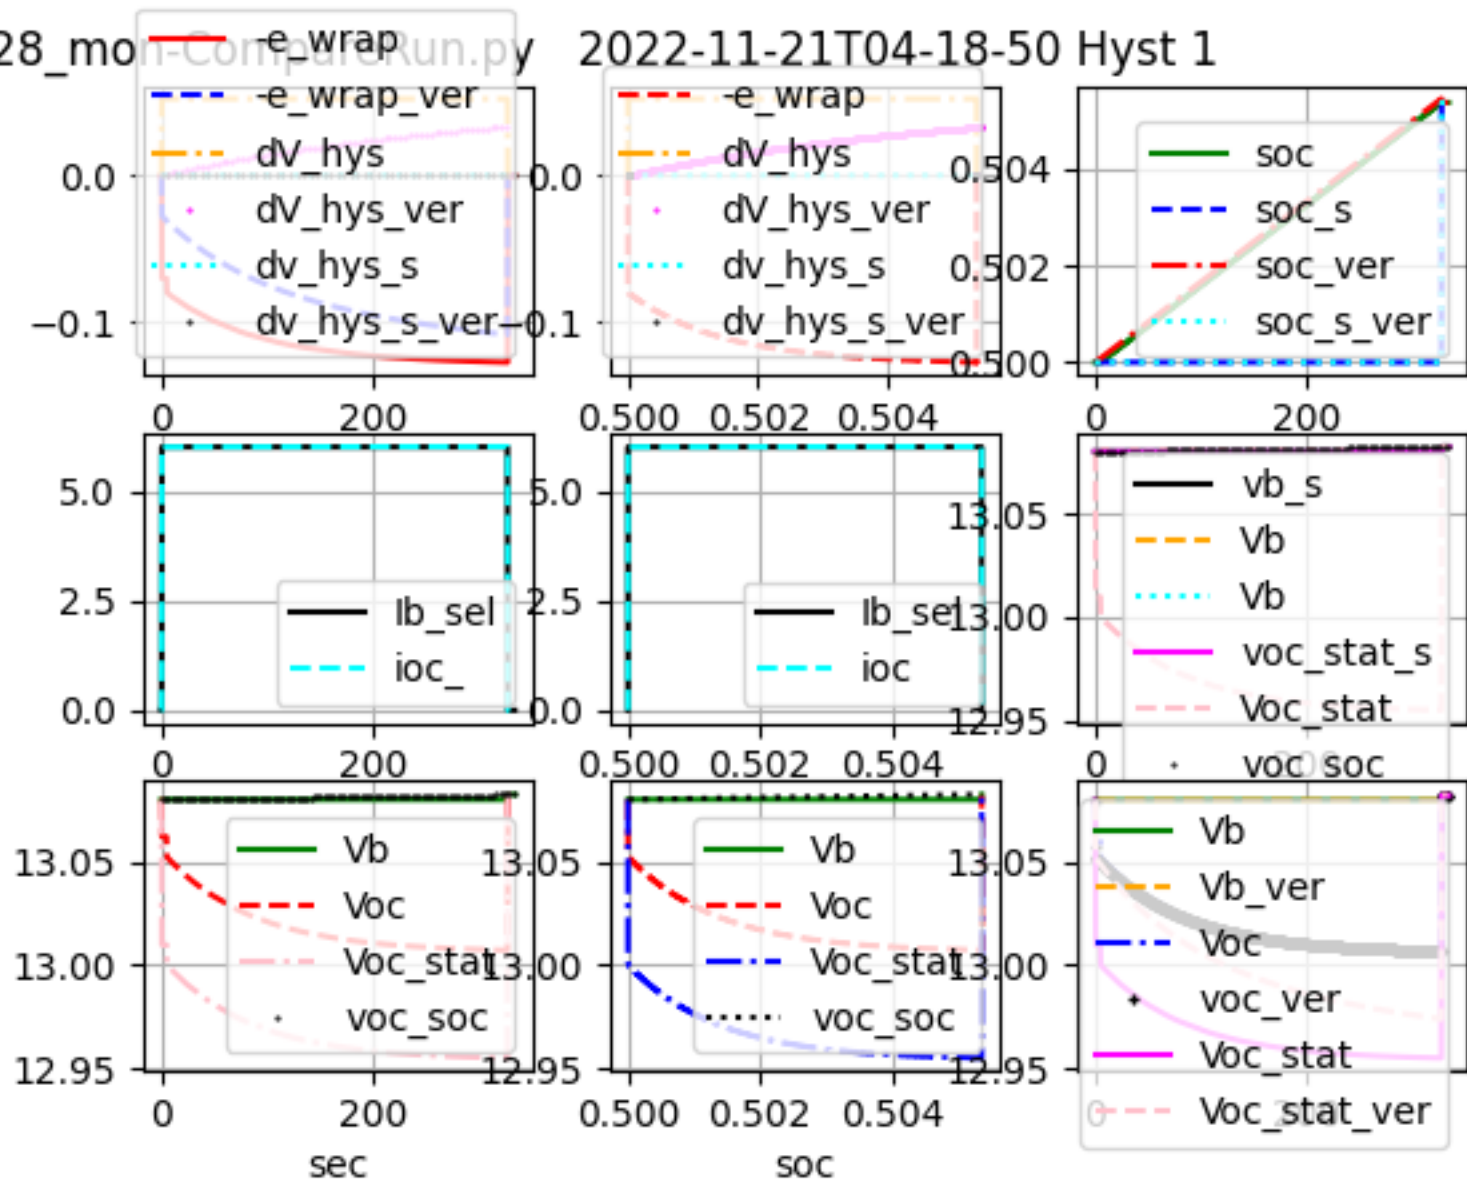 28_mon-CompareRun.py 2022-11-21T04-18-50 Hyst 1
-e_wrap
-e_wrap_ver
dV_hys
dV_hys_ver
dv_hys_s
dv_hys_s_ver
0.0
−0.1
0 200
-e_wrap
dV_hys
dV_hys_ver
dv_hys_s
dv_hys_s_ver
0.0
−0.1
0.500 0.502 0.504
soc
soc_s
soc_ver
soc_s_ver
0.504
0.502
0.500
0 200
5.0
2.5
0.0
Ib_sel
ioc_
0 200
5.0
2.5
0.0
Ib_sel
ioc
0.500 0.502 0.504
13.05
13.00
12.95
vb_s
Vb
Vb
voc_stat_s
Voc_stat
voc_soc
0 200
13.05
13.00
12.95
Vb
Voc
Voc_stat
voc_soc
0 200
sec
13.05
13.00
12.95
Vb
Voc
Voc_stat
voc_soc
0.500 0.502 0.504
soc
13.05
13.00
12.95
Vb
Vb_ver
Voc
voc_ver
Voc_stat
Voc_stat_ver
0 200